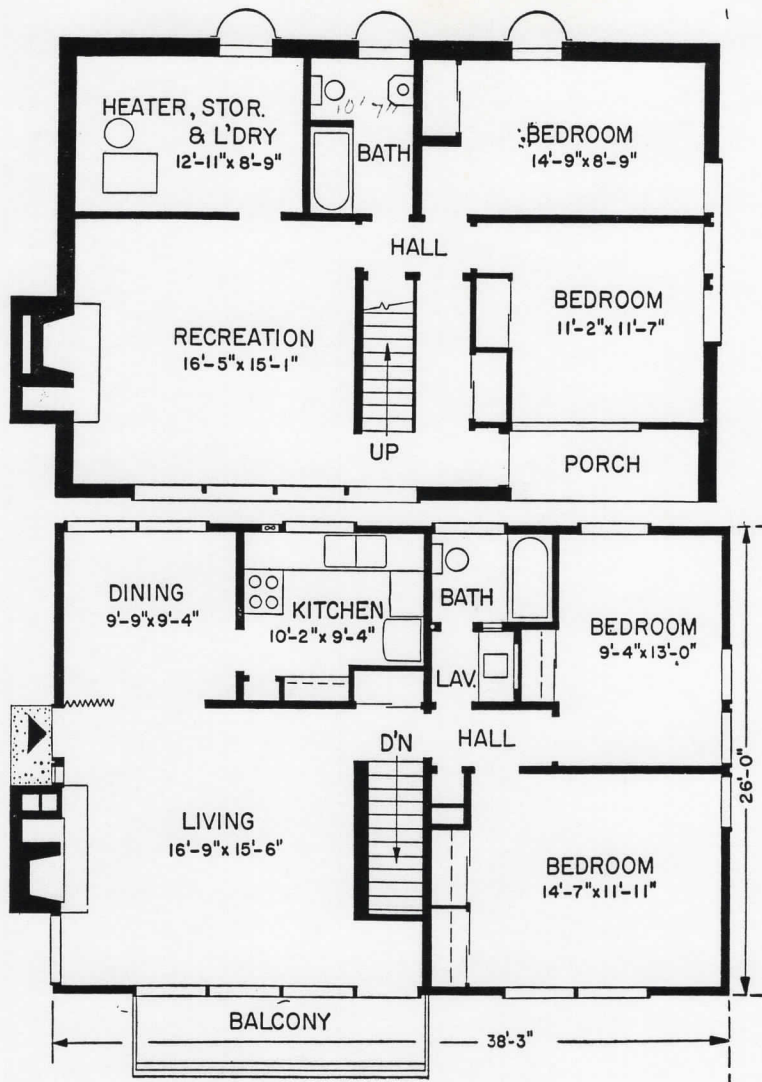 HEATER, STOR.
& L'DRY
12'-11" x 8'-9"
10'-7"
BATH
BEDROOM
14'-9" x 8'-9"
HALL
BEDROOM
11'-2" x 11'-7"
RECREATION
16'-5" x 15'-1"
UP
PORCH
DINING
9'-9" x 9'-4"
KITCHEN
10'-2" x 9'-4"
BATH
BEDROOM
9'-4" x 13'-0"
LAV.
D'N
HALL
26'-0"
LIVING
16'-9" x 15'-6"
BEDROOM
14'-7" x 11'-11"
BALCONY
38'-3"